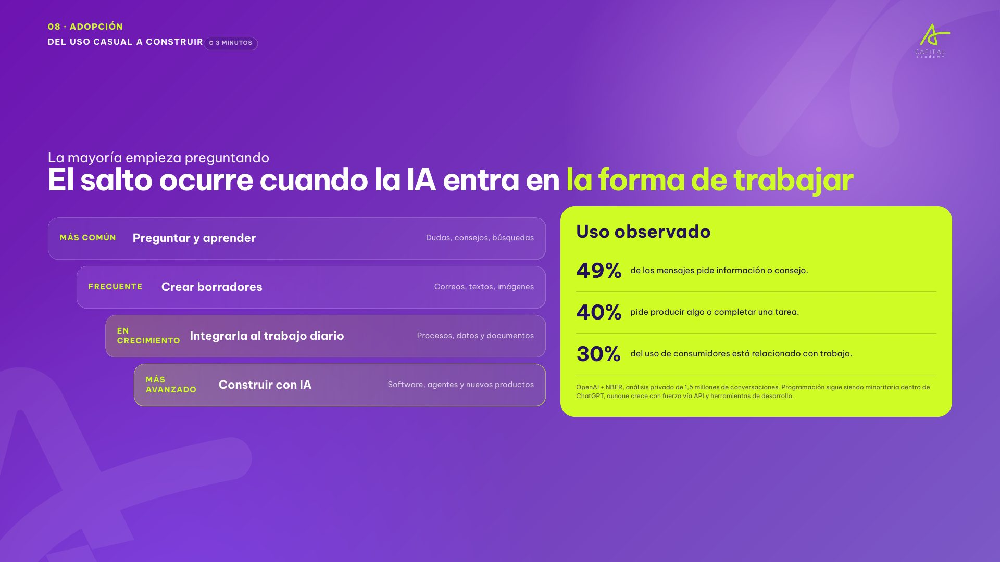 08 · ADOPCIÓN
DEL USO CASUAL A CONSTRUIR
⏱ 3 MINUTOS
CAPITAL
academy
La mayoría empieza preguntando
El salto ocurre cuando la IA entra en la forma de trabajar
MÁS COMÚN Preguntar y aprender Dudas, consejos, búsquedas
FRECUENTE Crear borradores Correos, textos, imágenes
EN
CRECIMIENTO Integrarla al trabajo diario Procesos, datos y documentos
MÁS
AVANZADO Construir con IA Software, agentes y nuevos productos
Uso observado
49% de los mensajes pide información o consejo.
40% pide producir algo o completar una tarea.
30% del uso de consumidores está relacionado con trabajo.
OpenAI + NBER, análisis privado de 1,5 millones de conversaciones. Programación sigue siendo minoritaria dentro de
ChatGPT, aunque crece con fuerza vía API y herramientas de desarrollo.